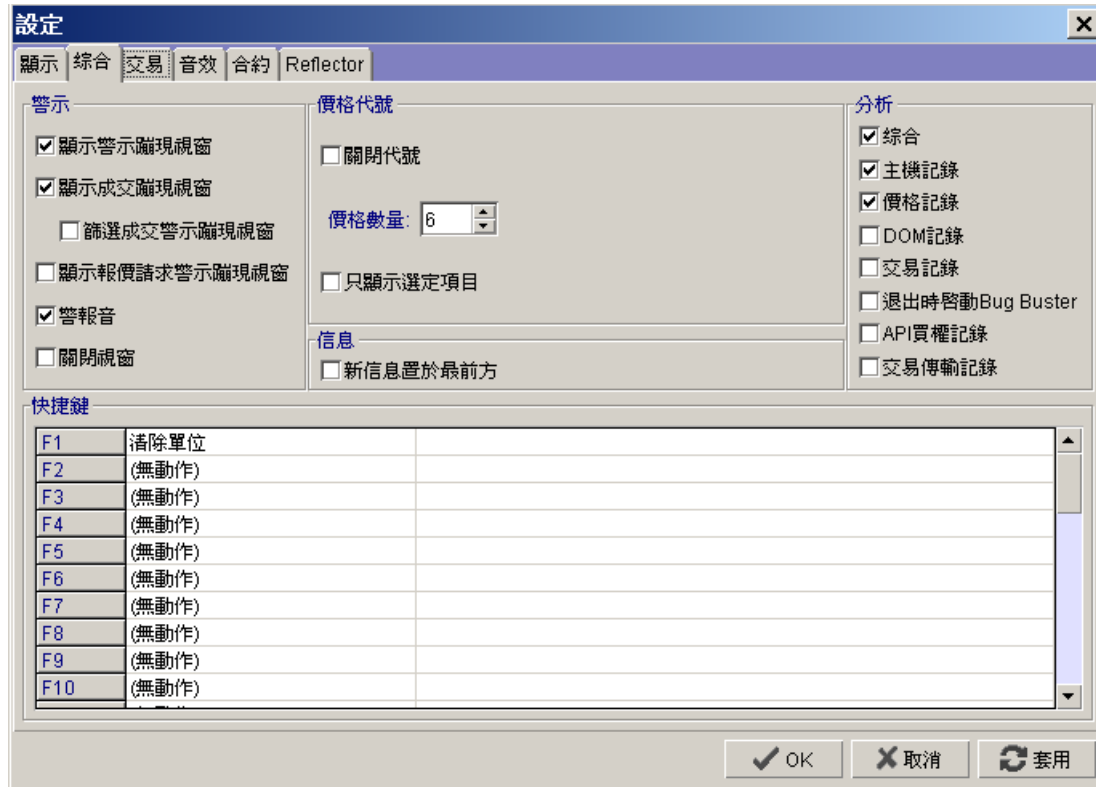 設定
顯示 综合 交易 音效 合約 Reflector
警示
顯示警示蹦現視窗
顯示成交蹦現視窗
篩選成交警示蹦現視窗
顯示報價請求警示蹦現視窗
警報音
關閉視窗
價格代號
關閉代號
價格數量: 6
只顯示選定項目
信息
新信息置於最前方
分析
综合
主機記錄
價格記錄
DOM記錄
交易記錄
退出時啓動Bug Buster
API買權記錄
交易傳輸記錄
快捷鍵
F1 清除單位
F2 (無動作)
F3 (無動作)
F4 (無動作)
F5 (無動作)
F6 (無動作)
F7 (無動作)
F8 (無動作)
F9 (無動作)
F10 (無動作)
OK 取消 套用